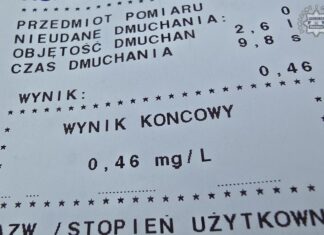 PRZEDMIOT POMIARU
NIEUDANE DMUCHANIA: 0
OBJĘTOŚĆ DMUCHAN 2,6 l
CZAS DMUCHANIA 9,8 s
WYNIK: 0,46
WYNIK KONCOWY
0,46 mg/L
/STOPIEŃ UŻYTKOWN